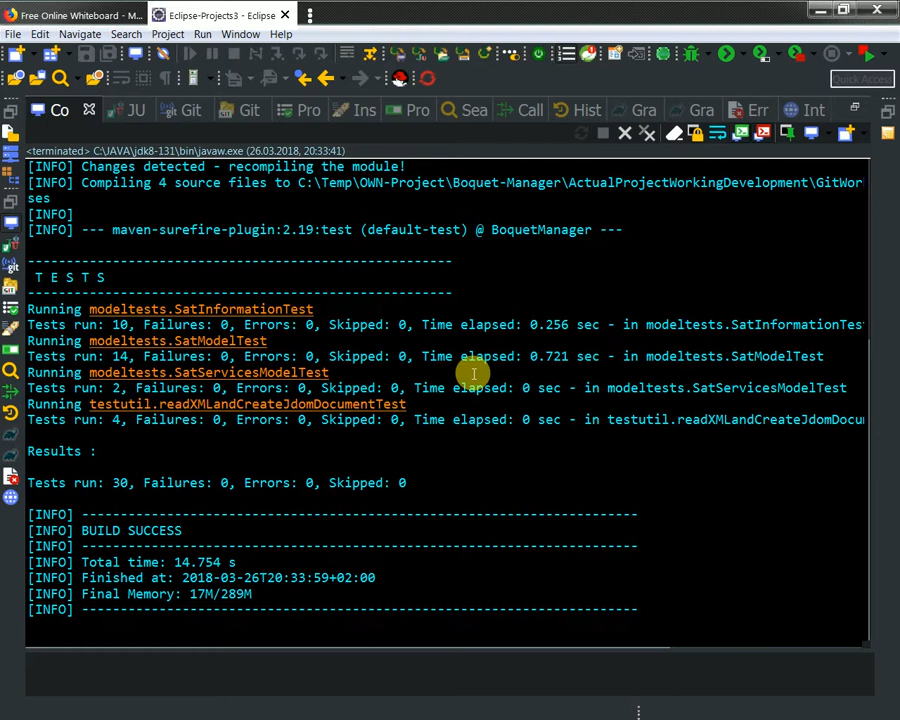 Free Online Whiteboard - M...
Eclipse-Projects3 - Eclipse
File Edit Navigate Search Project Run Window Help
Quick Access
Co JU Git Git Pro Ins Pro Sea Call Hist Gra Gra Err Int
<terminated> C:\JAVA\jdk8-131\bin\javaw.exe (26.03.2018, 20:33:41)
[INFO] Changes detected - recompiling the module!
[INFO] Compiling 4 source files to C:\Temp\OWN-Project\Boquet-Manager\ActualProjectWorkingDevelopment\GitWor
ses
[INFO]
[INFO] --- maven-surefire-plugin:2.19:test (default-test) @ BoquetManager ---
-------------------------------------------------------
T E S T S
-------------------------------------------------------
Running modeltests.SatInformationTest
Tests run: 10, Failures: 0, Errors: 0, Skipped: 0, Time elapsed: 0.256 sec - in modeltests.SatInformationTes
Running modeltests.SatModelTest
Tests run: 14, Failures: 0, Errors: 0, Skipped: 0, Time elapsed: 0.721 sec - in modeltests.SatModelTest
Running modeltests.SatServicesModelTest
Tests run: 2, Failures: 0, Errors: 0, Skipped: 0, Time elapsed: 0 sec - in modeltests.SatServicesModelTest
Running testutil.readXMLandCreateJdomDocumentTest
Tests run: 4, Failures: 0, Errors: 0, Skipped: 0, Time elapsed: 0 sec - in testutil.readXMLandCreateJdomDocu
Results :
Tests run: 30, Failures: 0, Errors: 0, Skipped: 0
[INFO] ------------------------------------------------------------------------
[INFO] BUILD SUCCESS
[INFO] ------------------------------------------------------------------------
[INFO] Total time: 14.754 s
[INFO] Finished at: 2018-03-26T20:33:59+02:00
[INFO] Final Memory: 17M/289M
[INFO] ------------------------------------------------------------------------